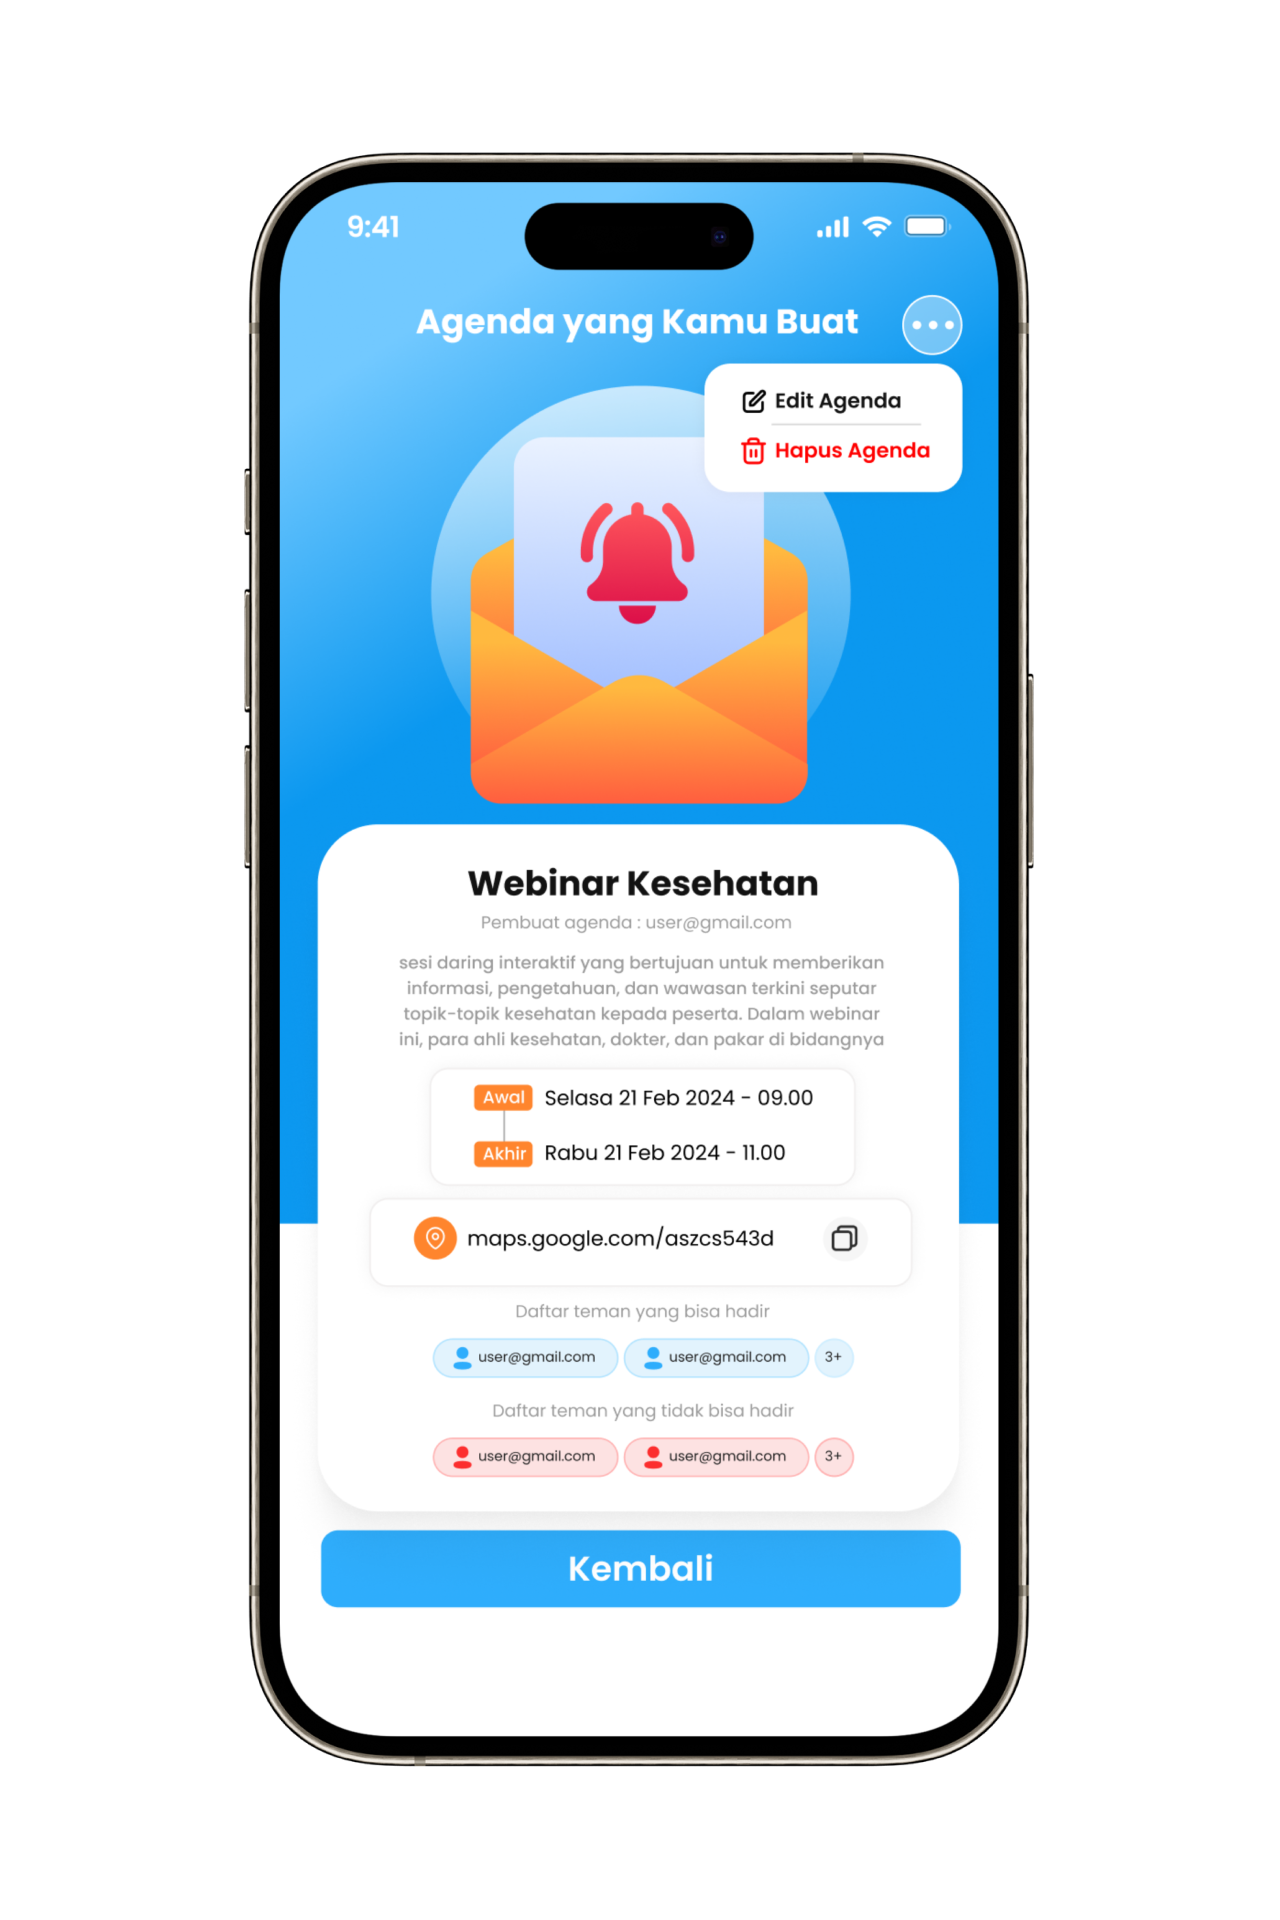 9:41
Agenda yang Kamu Buat
Edit Agenda
Hapus Agenda
Webinar Kesehatan
Pembuat agenda : user@gmail.com
sesi daring interaktif yang bertujuan untuk memberikan
informasi, pengetahuan, dan wawasan terkini seputar
topik-topik kesehatan kepada peserta. Dalam webinar
ini, para ahli kesehatan, dokter, dan pakar di bidangnya
Awal Selasa 21 Feb 2024 - 09.00
Akhir Rabu 21 Feb 2024 - 11.00
maps.google.com/aszcs543d
Daftar teman yang bisa hadir
user@gmail.com user@gmail.com 3+
Daftar teman yang tidak bisa hadir
user@gmail.com user@gmail.com 3+
Kembali